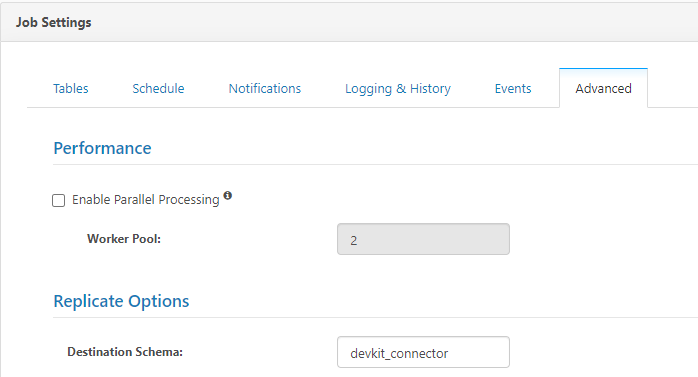 Job Settings
Tables Schedule Notifications Logging & History Events Advanced
Performance
Enable Parallel Processing
Worker Pool: 2
Replicate Options
Destination Schema: devkit_connector